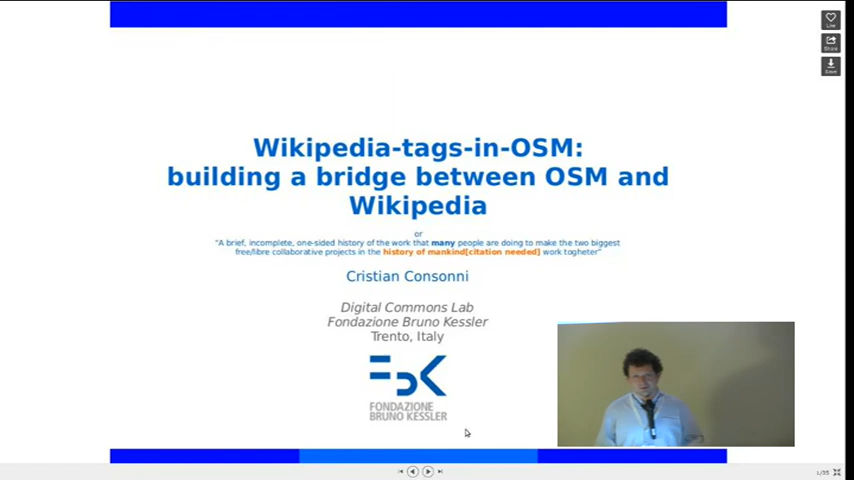 Like
Share
Save
Wikipedia-tags-in-OSM:
building a bridge between OSM and
Wikipedia
or
"A brief, incomplete, one-sided history of the work that many people are doing to make the two biggest
free/libre collaborative projects in the history of mankind[citation needed] work togheter"
Cristian Consonni
Digital Commons Lab
Fondazione Bruno Kessler
Trento, Italy
FONDAZIONE
BRUNO KESSLER
1/35